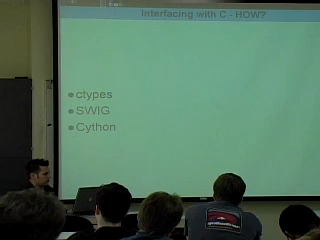 Interfacing with C - HOW?
● ctypes
● SWIG
● Cython